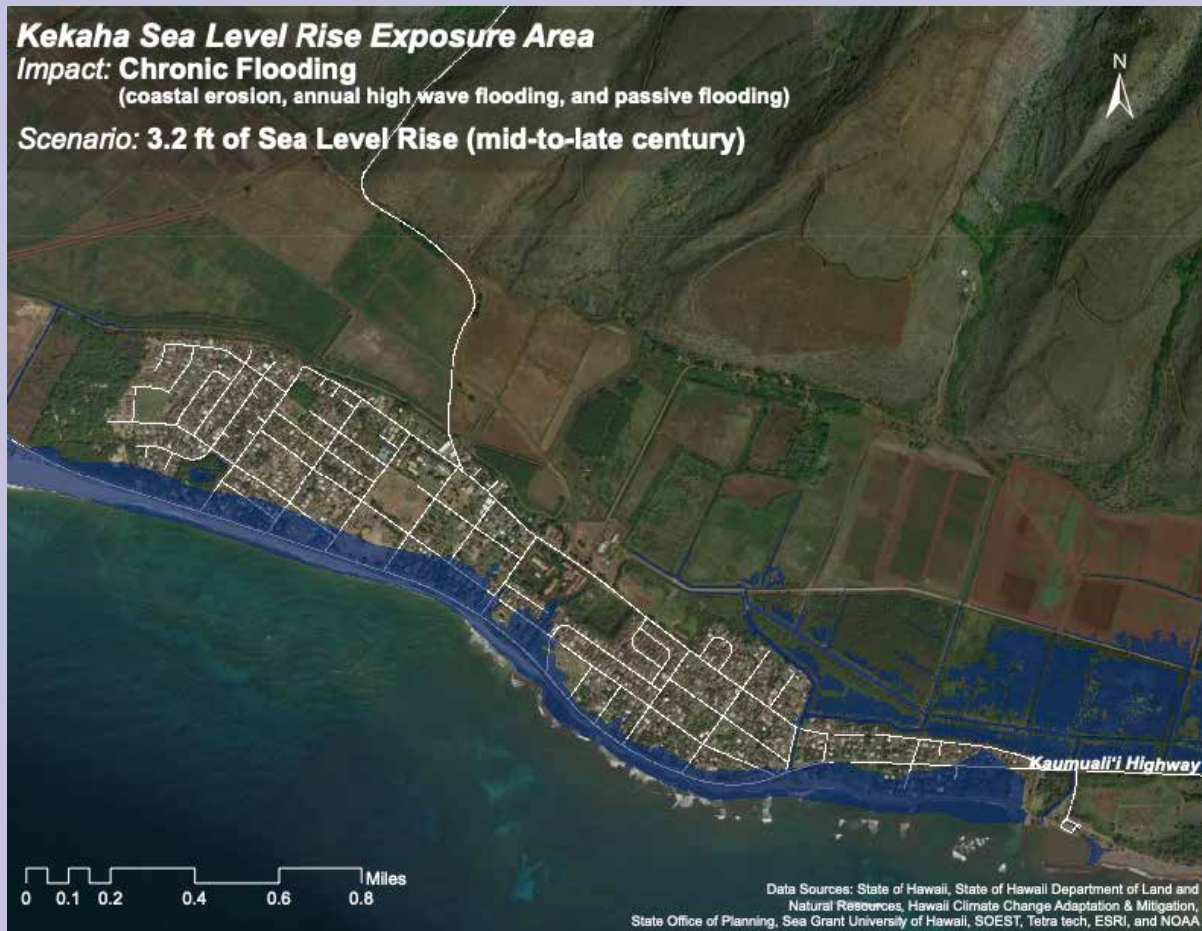 Kekaha Sea Level Rise Exposure Area
Impact: Chronic Flooding
(coastal erosion, annual high wave flooding, and passive flooding)
Scenario: 3.2 ft of Sea Level Rise (mid-to-late century)
N
Kaumuali'i Highway
Miles
0 0.1 0.2 0.4 0.6 0.8
Data Sources: State of Hawaii, State of Hawaii Department of Land and
Natural Resources, Hawaii Climate Change Adaptation & Mitigation,
State Office of Planning, Sea Grant University of Hawaii, SOEST, Tetra tech, ESRI, and NOAA